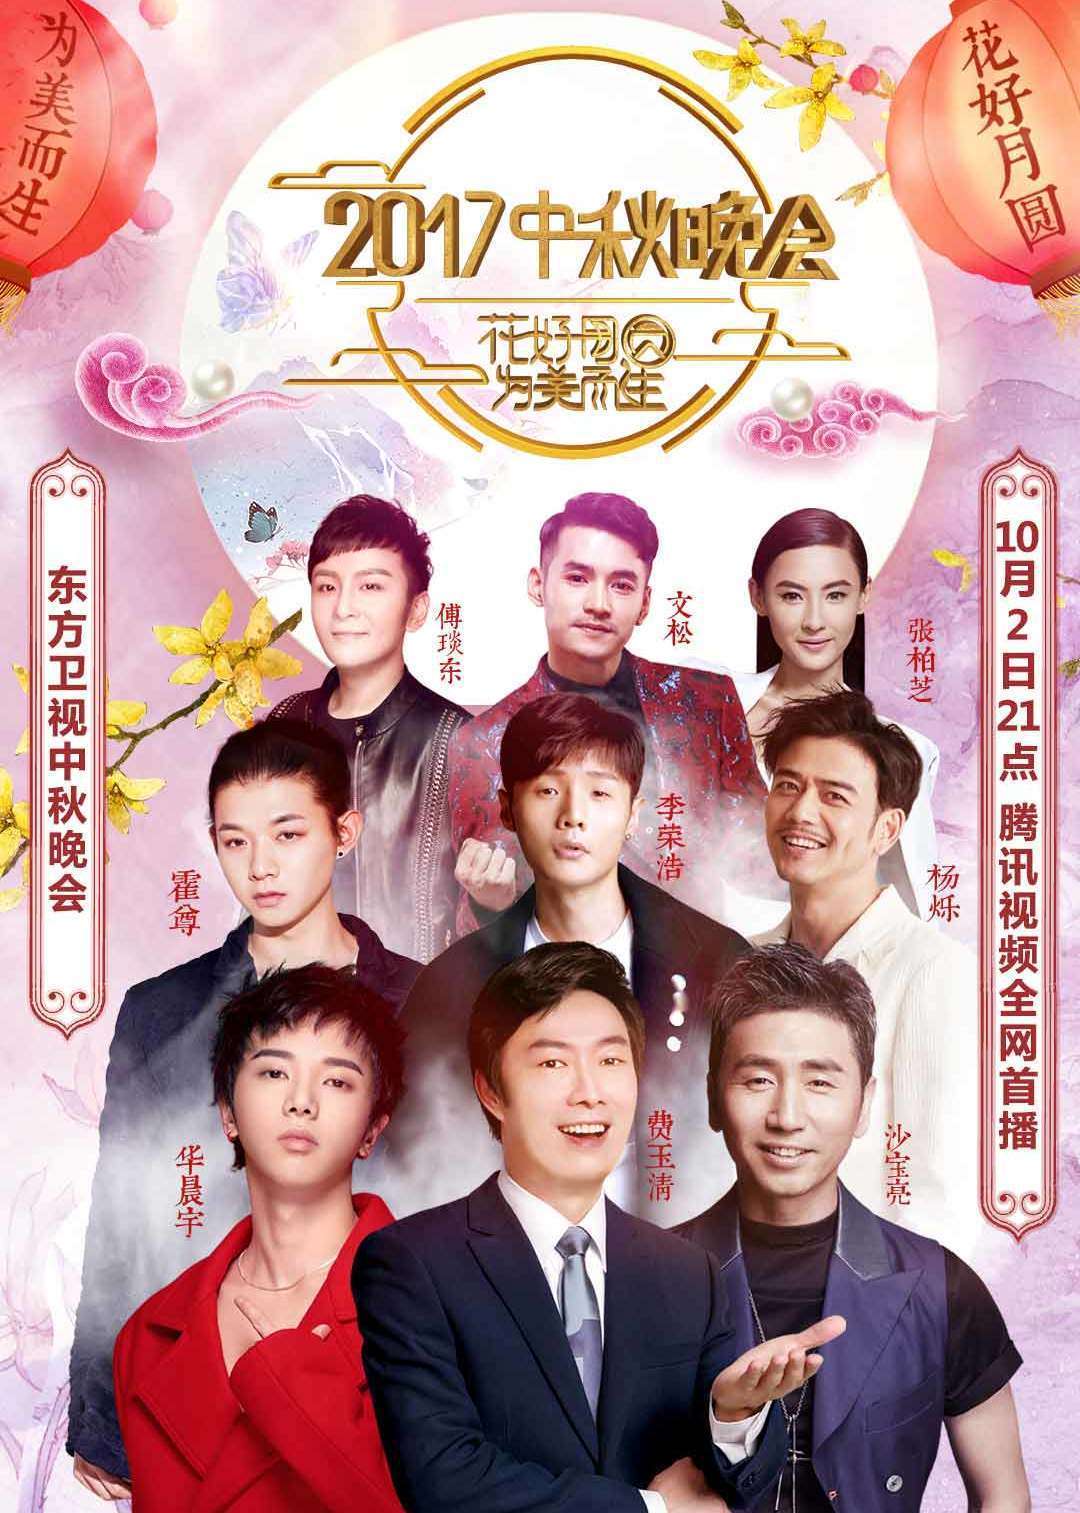 为美而生
花好月圆
2017中秋晚会
花好月圆
为美而生
东方卫视中秋晚会
10月2日21点 腾讯视频全网首播
傅琰东
文松
张柏芝
霍尊
李荣浩
杨烁
华晨宇
费玉清
沙宝亮